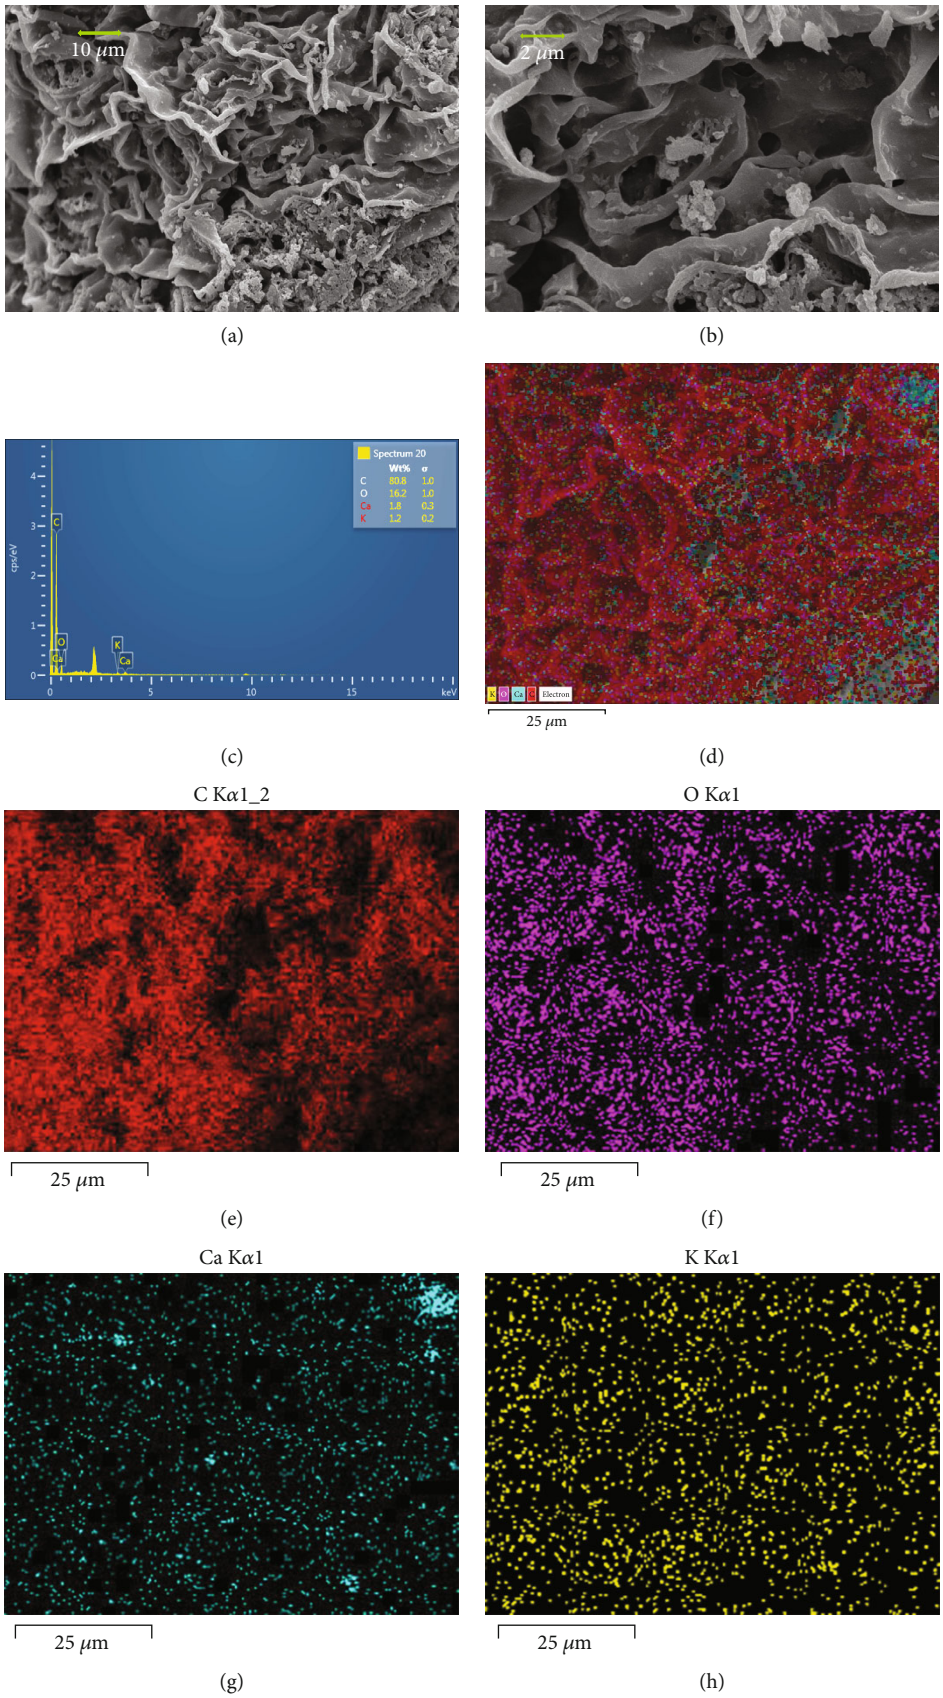 10 μm
2 μm
(a)
(b)
Spectrum 20
Wt% σ
C 80.8 1.0
O 16.2 1.0
Ca 1.8 0.3
K 1.2 0.2
cps/eV
4
3
2
1
0
C
O
Ca
K
Ca
0 5 10 15 keV
K O Ca C Electron
25 μm
(c)
(d)
C Kα1_2
O Kα1
25 μm
25 μm
(e)
(f)
Ca Kα1
K Kα1
25 μm
25 μm
(g)
(h)